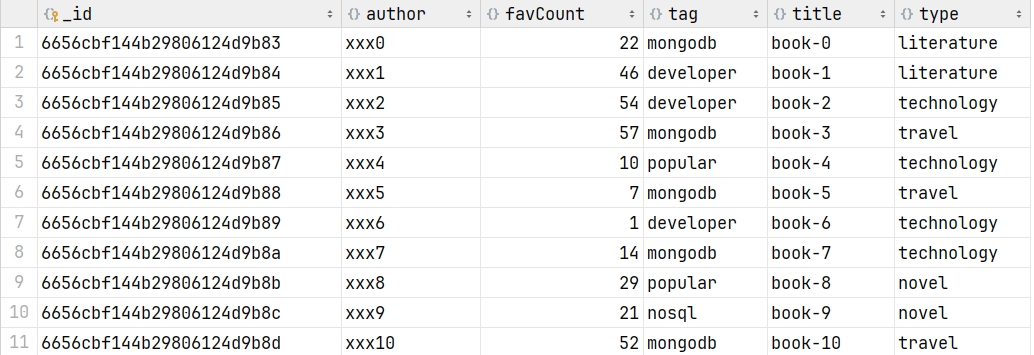 _id author favCount tag title type
1 6656cbf144b29806124d9b83 xxx0 22 mongodb book-0 literature
2 6656cbf144b29806124d9b84 xxx1 46 developer book-1 literature
3 6656cbf144b29806124d9b85 xxx2 54 developer book-2 technology
4 6656cbf144b29806124d9b86 xxx3 57 mongodb book-3 travel
5 6656cbf144b29806124d9b87 xxx4 10 popular book-4 technology
6 6656cbf144b29806124d9b88 xxx5 7 mongodb book-5 travel
7 6656cbf144b29806124d9b89 xxx6 1 developer book-6 technology
8 6656cbf144b29806124d9b8a xxx7 14 mongodb book-7 technology
9 6656cbf144b29806124d9b8b xxx8 29 popular book-8 novel
10 6656cbf144b29806124d9b8c xxx9 21 nosql book-9 novel
11 6656cbf144b29806124d9b8d xxx10 52 mongodb book-10 travel